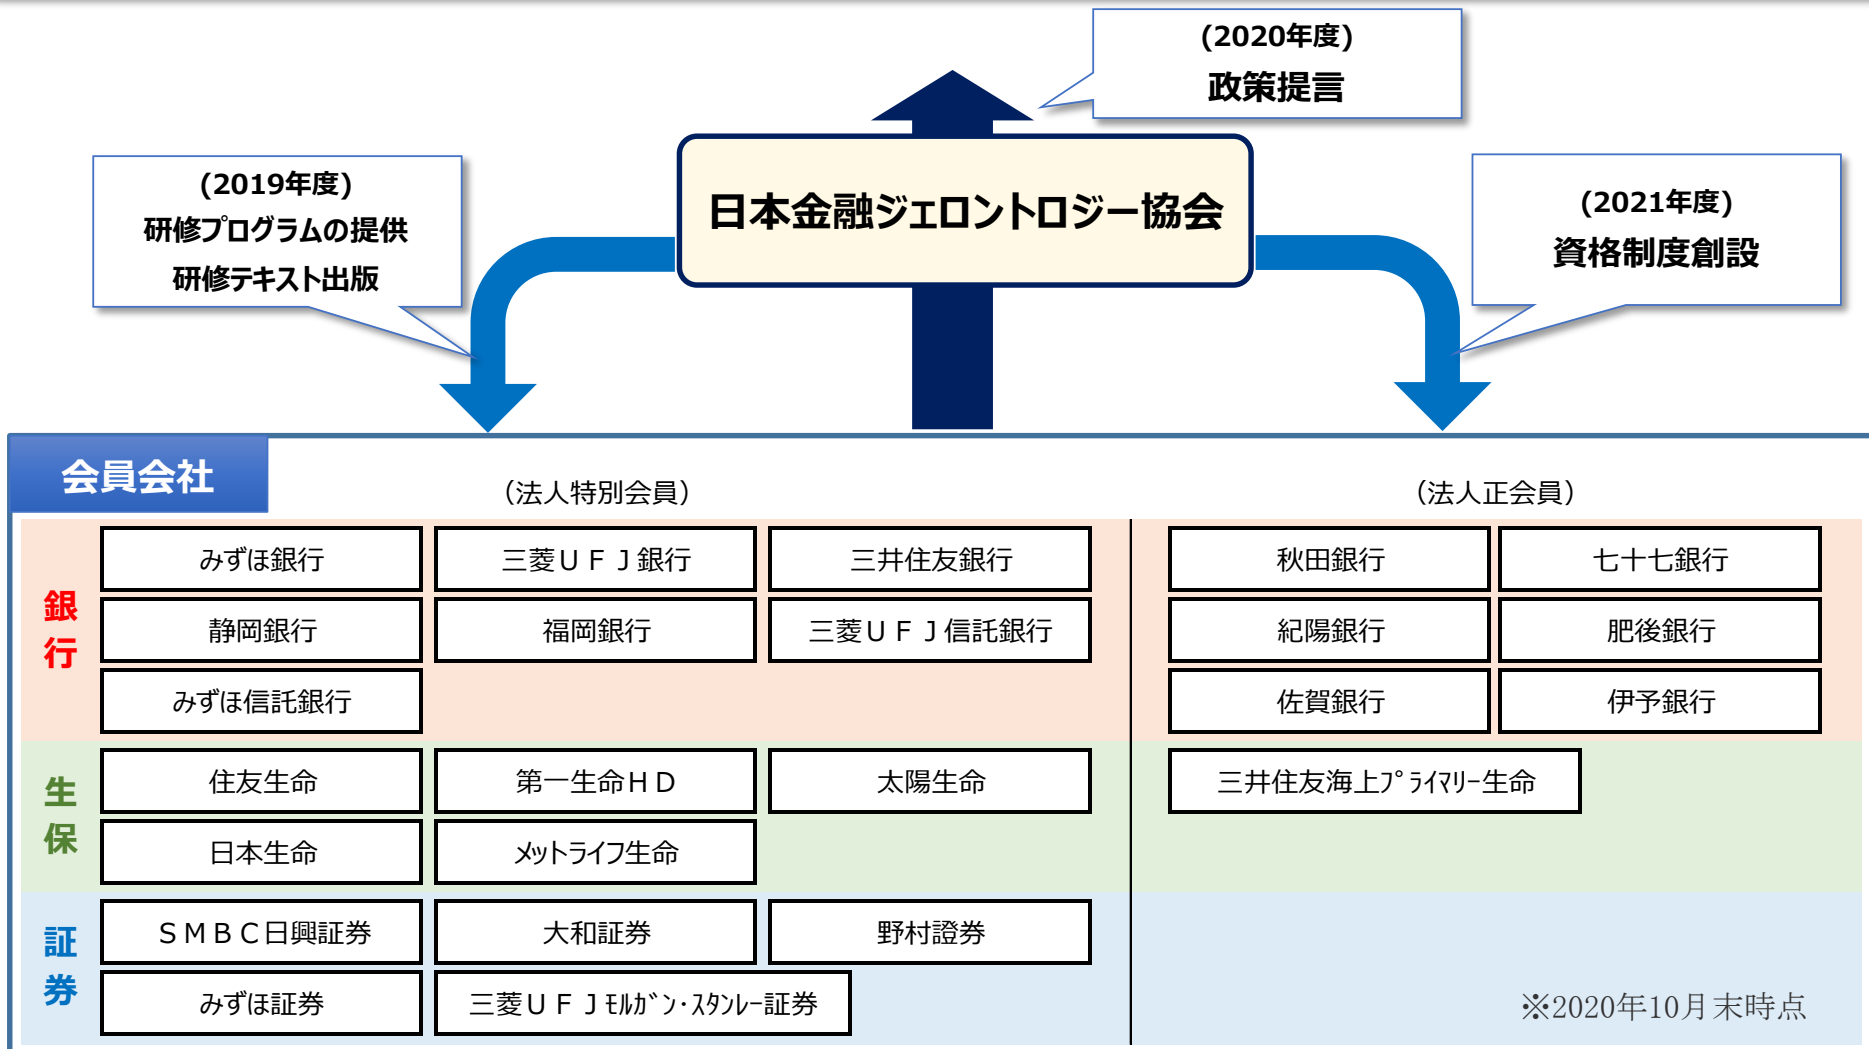 (2020年度)
政策提言
(2019年度)
研修プログラムの提供
研修テキスト出版
日本金融ジェロントロジー協会
(2021年度)
資格制度創設
会員会社
（法人特別会員）
（法人正会員）
銀行
みずほ銀行
三菱ＵＦＪ銀行
三井住友銀行
秋田銀行
七十七銀行
静岡銀行
福岡銀行
三菱ＵＦＪ信託銀行
紀陽銀行
肥後銀行
みずほ信託銀行
佐賀銀行
伊予銀行
生保
住友生命
第一生命ＨＤ
太陽生命
三井住友海上ﾌﾟﾗｲﾏﾘｰ生命
日本生命
メットライフ生命
証券
ＳＭＢＣ日興証券
大和証券
野村證券
みずほ証券
三菱ＵＦＪﾓﾙｶﾞﾝ･ｽﾀﾝﾚｰ証券
※2020年10月末時点